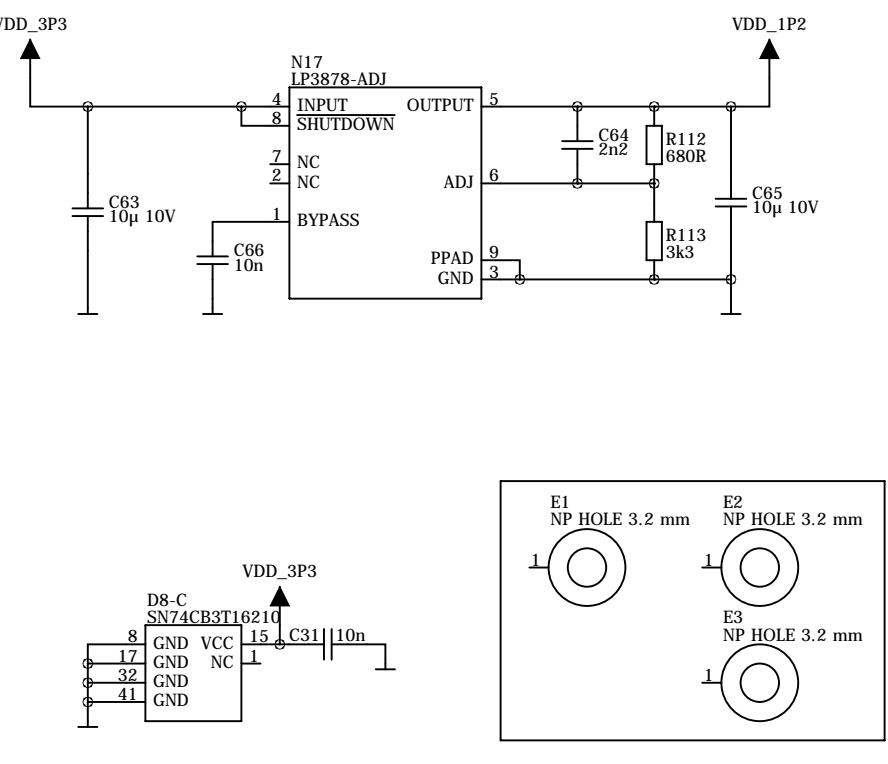 VDD_3P3
VDD_1P2
N17
LP3878-ADJ
4 INPUT OUTPUT 5
8 SHUTDOWN
C64
2n2
R112
680R
7 NC
2 NC
ADJ 6
C63
10µ 10V
C65
10µ 10V
1 BYPASS
R113
3k3
C66
10n
PPAD 9
GND 3
E1
NP HOLE 3.2 mm
1
E2
NP HOLE 3.2 mm
1
VDD_3P3
D8-C
SN74CB3T16210
8 GND VCC 15 C31 10n
17 GND NC 1
32 GND
41 GND
E3
NP HOLE 3.2 mm
1